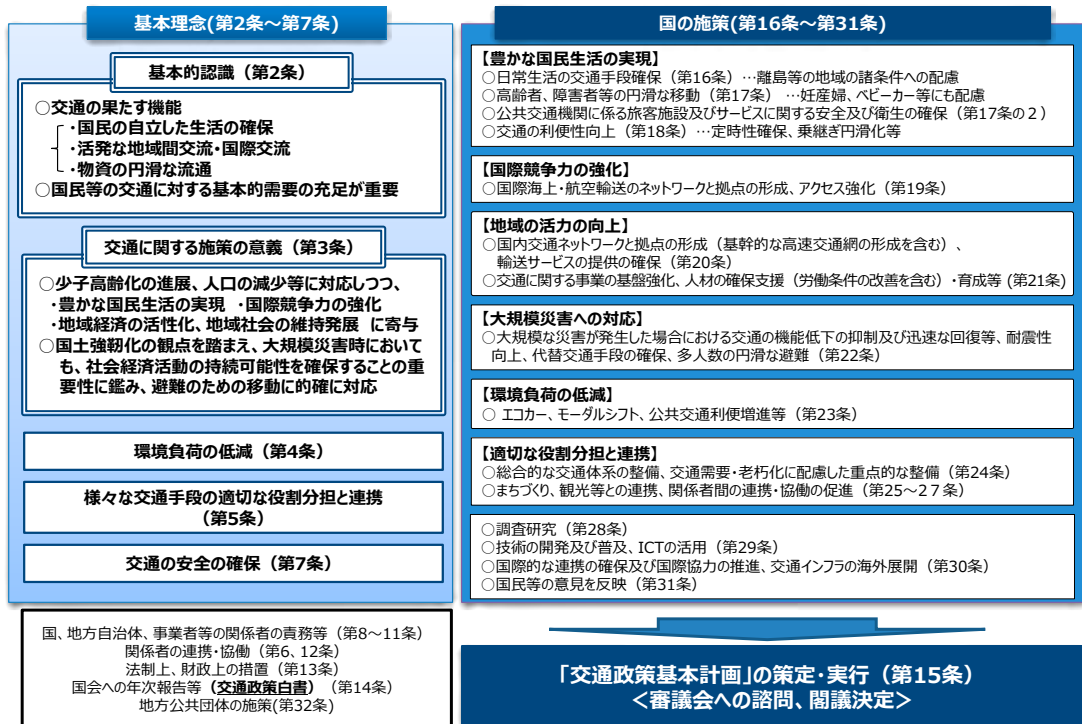 基本理念(第2条～第7条)
基本的認識（第2条）
○交通の果たす機能
・国民の自立した生活の確保
・活発な地域間交流・国際交流
・物資の円滑な流通
○国民等の交通に対する基本的需要の充足が重要
交通に関する施策の意義（第3条）
○少子高齢化の進展、人口の減少等に対応しつつ、
・豊かな国民生活の実現 ・国際競争力の強化
・地域経済の活性化、地域社会の維持発展 に寄与
○国土強靭化の観点を踏まえ、大規模災害時において
も、社会経済活動の持続可能性を確保することの重
要性に鑑み、避難のための移動に的確に対応
環境負荷の低減（第4条）
様々な交通手段の適切な役割分担と連携
（第5条）
交通の安全の確保（第7条）
国、地方自治体、事業者等の関係者の責務等（第8～11条）
関係者の連携・協働（第6、12条）
法制上、財政上の措置（第13条）
国会への年次報告等（交通政策白書）（第14条）
地方公共団体の施策(第32条)
国の施策(第16条～第31条)
【豊かな国民生活の実現】
○日常生活の交通手段確保（第16条）…離島等の地域の諸条件への配慮
○高齢者、障害者等の円滑な移動（第17条） …妊産婦、ベビーカー等にも配慮
○公共交通機関に係る旅客施設及びサービスに関する安全及び衛生の確保（第17条の２）
○交通の利便性向上（第18条）…定時性確保、乗継ぎ円滑化等
【国際競争力の強化】
○国際海上・航空輸送のネットワークと拠点の形成、アクセス強化（第19条）
【地域の活力の向上】
○国内交通ネットワークと拠点の形成（基幹的な高速交通網の形成を含む）、
輸送サービスの提供の確保（第20条）
○交通に関する事業の基盤強化、人材の確保支援（労働条件の改善を含む）・育成等 (第21条)
【大規模災害への対応】
○大規模な災害が発生した場合における交通の機能低下の抑制及び迅速な回復等、耐震性
向上、代替交通手段の確保、多人数の円滑な避難（第22条）
【環境負荷の低減】
○ エコカー、モーダルシフト、公共交通利便増進等（第23条）
【適切な役割分担と連携】
○総合的な交通体系の整備、交通需要・老朽化に配慮した重点的な整備（第24条）
○まちづくり、観光等との連携、関係者間の連携・協働の促進（第25～２７条）
○調査研究（第28条）
○技術の開発及び普及、ICTの活用（第29条）
○国際的な連携の確保及び国際協力の推進、交通インフラの海外展開（第30条）
○国民等の意見を反映（第31条）
「交通政策基本計画」の策定・実行（第15条）
＜審議会への諮問、閣議決定＞